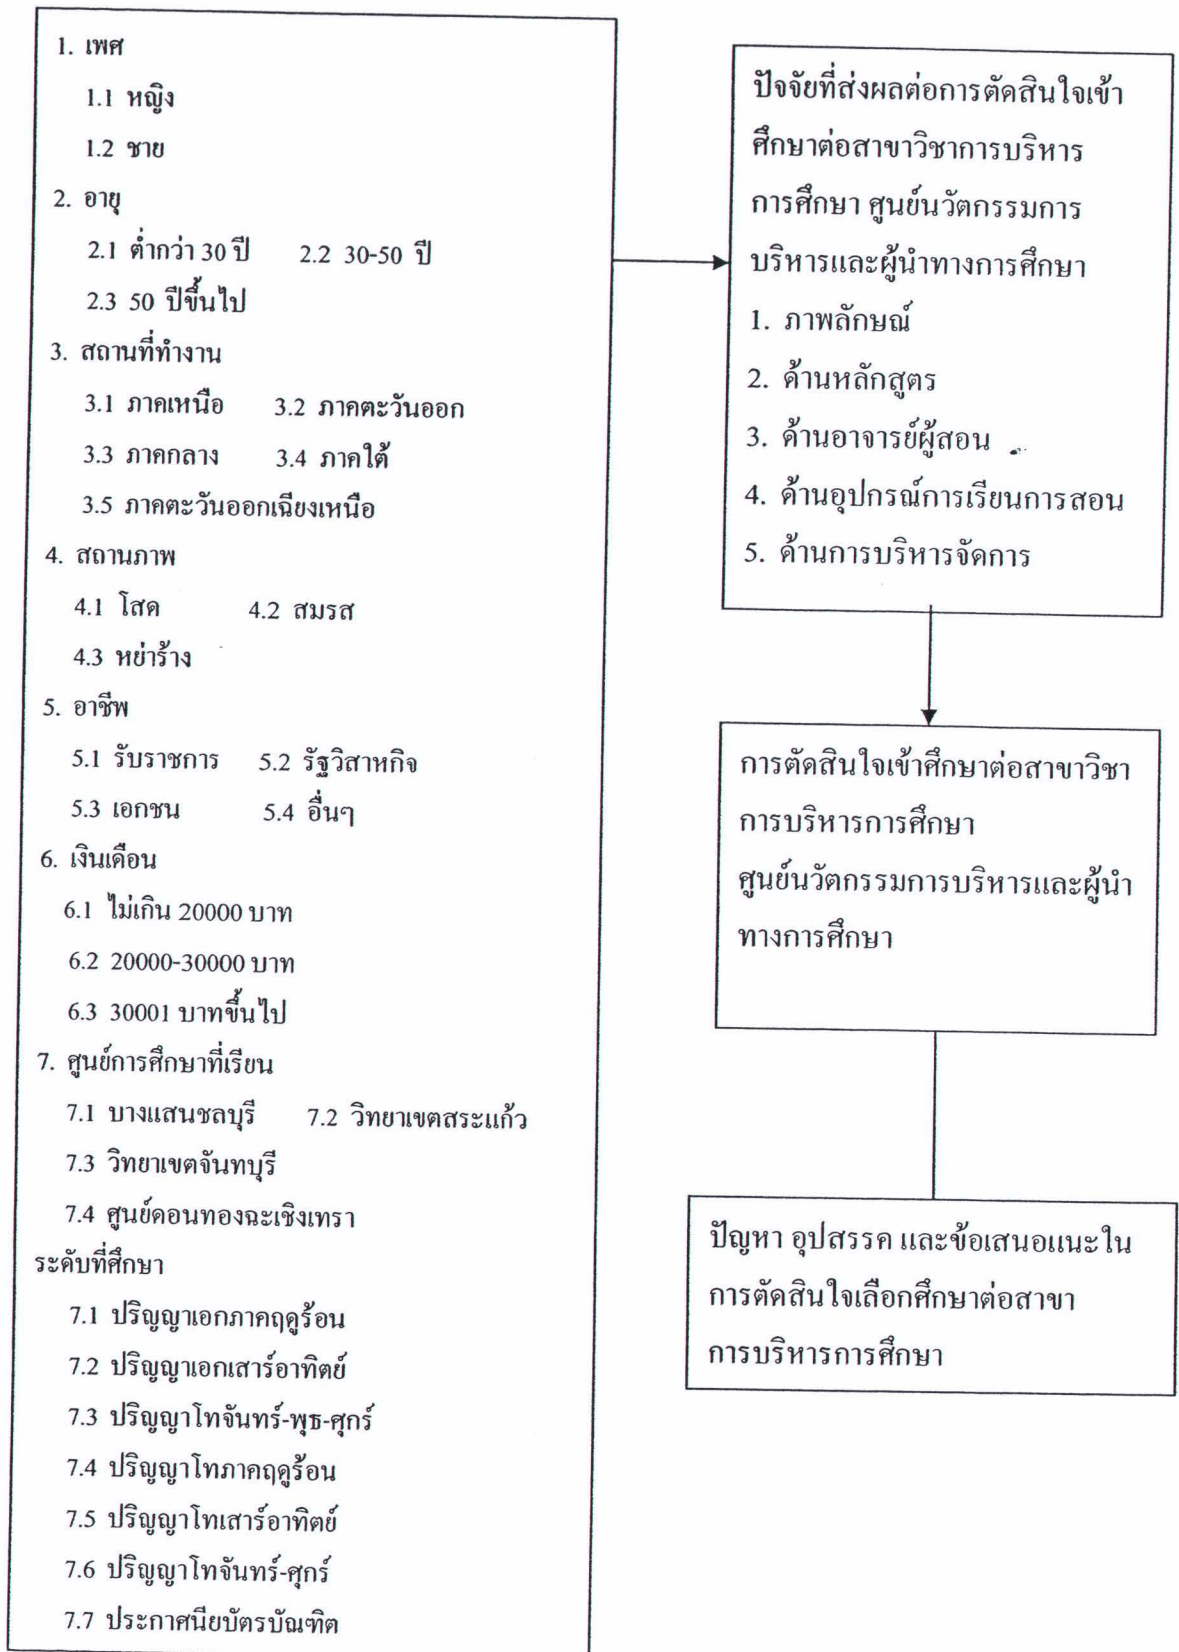 1. เพศ
1.1 หญิง
1.2 ชาย
2. อายุ
2.1 ต่ำกว่า 30 ปี 2.2 30-50 ปี
2.3 50 ปีขึ้นไป
3. สถานที่ทำงาน
3.1 ภาคเหนือ 3.2 ภาคตะวันออก
3.3 ภาคกลาง 3.4 ภาคใต้
3.5 ภาคตะวันออกเฉียงเหนือ
4. สถานภาพ
4.1 โสด 4.2 สมรส
4.3 หย่าร้าง
5. อาชีพ
5.1 รับราชการ 5.2 รัฐวิสาหกิจ
5.3 เอกชน 5.4 อื่นๆ
6. เงินเดือน
6.1 ไม่เกิน 20000 บาท
6.2 20000-30000 บาท
6.3 30001 บาทขึ้นไป
7. ศูนย์การศึกษาที่เรียน
7.1 บางแสนชลบุรี 7.2 วิทยาเขตสระแก้ว
7.3 วิทยาเขตจันทบุรี
7.4 ศูนย์ดอนทองฉะเชิงเทรา
ระดับที่ศึกษา
7.1 ปริญญาเอกภาคฤดูร้อน
7.2 ปริญญาเอกเสาร์อาทิตย์
7.3 ปริญญาโทจันทร์-พุธ-ศุกร์
7.4 ปริญญาโทภาคฤดูร้อน
7.5 ปริญญาโทเสาร์อาทิตย์
7.6 ปริญญาโทจันทร์-ศุกร์
7.7 ประกาศนียบัตรบัณฑิต
ปัจจัยที่ส่งผลต่อการตัดสินใจเข้า
ศึกษาต่อสาขาวิชาการบริหาร
การศึกษา ศูนย์นวัตกรรมการ
บริหารและผู้นำทางการศึกษา
1. ภาพลักษณ์
2. ด้านหลักสูตร
3. ด้านอาจารย์ผู้สอน
4. ด้านอุปกรณ์การเรียนการสอน
5. ด้านการบริหารจัดการ
การตัดสินใจเข้าศึกษาต่อสาขาวิชา
การบริหารการศึกษา
ศูนย์นวัตกรรมการบริหารและผู้นำ
ทางการศึกษา
ปัญหา อุปสรรค และข้อเสนอแนะใน
การตัดสินใจเลือกศึกษาต่อสาขา
การบริหารการศึกษา